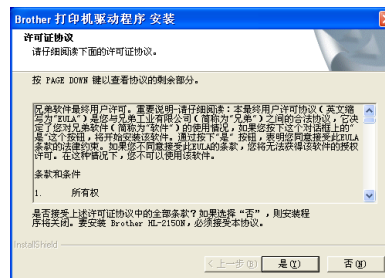 Brother 打印机驱动程序 安装
许可证协议
请仔细阅读下面的许可证协议。
按 PAGE DOWN 键以查看协议的剩余部分。
兄弟软件最终用户许可。重要说明-请仔细阅读：本最终用户许可协议（英文缩
写为"EULA"）是您与兄弟工业有限公司（简称为"兄弟"）之间的合法协议，它决
定了您对兄弟软件（简称为"软件"）的使用情况，如果您按下这个对话框上的"
是"这个按钮，将开始安装该软件。通过按下"是"按钮，表明您同意接受此EULA
条款的法律约束。如果您不同意接受此EULA的条款，您将无法获得该软件的授权
许可。在这种情况下，您不可以使用该软件。
条款和条件
1. 所有权
是否接受上述许可证协议中的全部条款？如果选择“否”，则安装程
序将关闭。要安装 Brother HL-2150N，必须接受本协议。
InstallShield
< 上一步(B) 是(Y) 否(N)